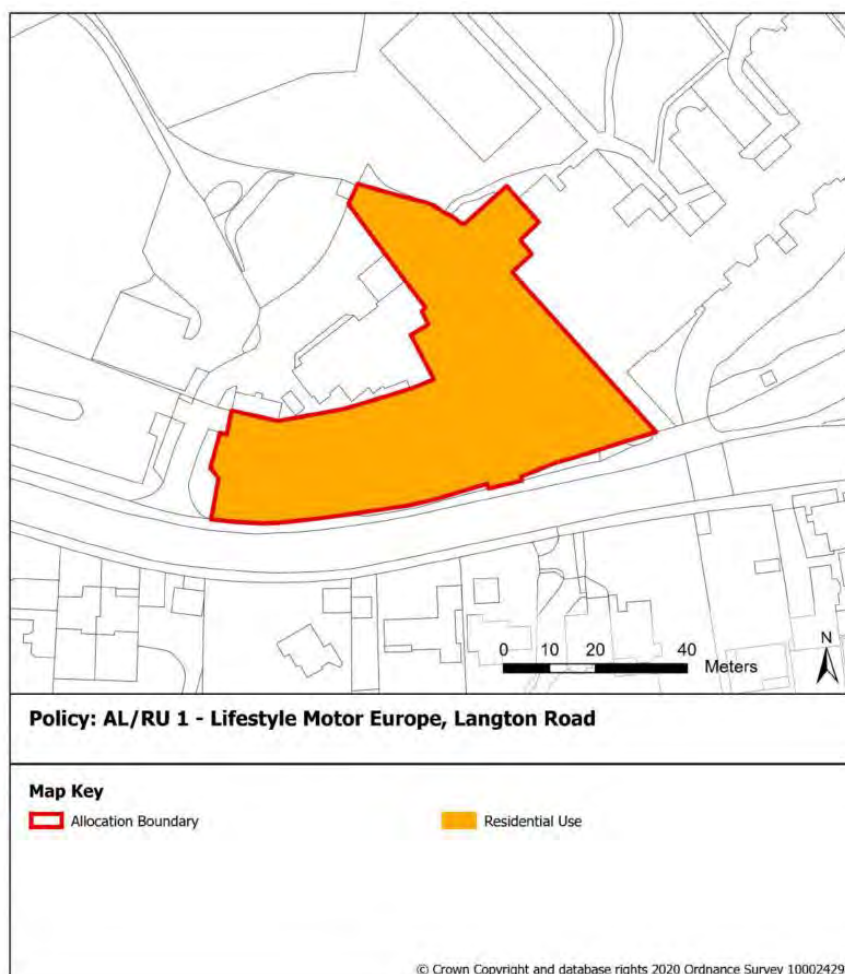 N
0 10 20 40
Meters
Policy: AL/RU 1 - Lifestyle Motor Europe, Langton Road
Map Key
Allocation Boundary
Residential Use
© Crown Copyright and database rights 2020 Ordnance Survey 10002429